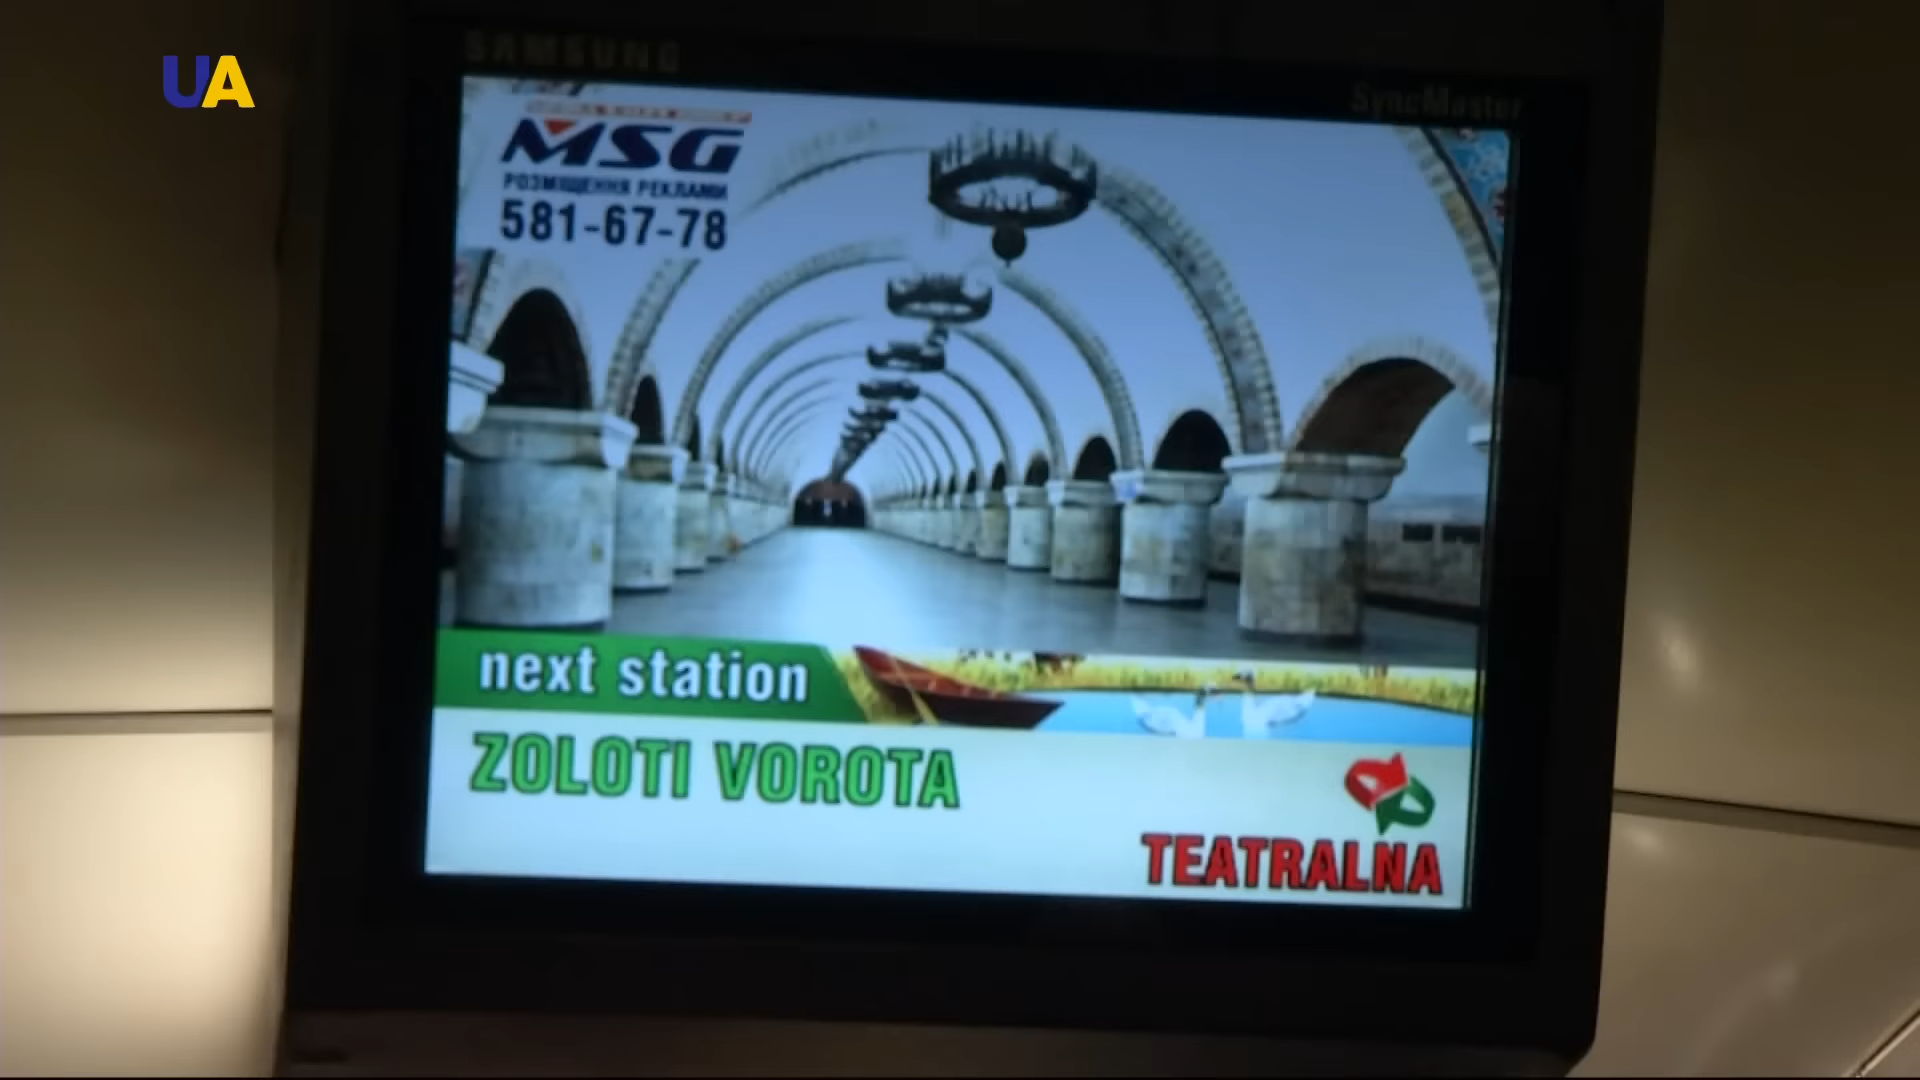 UA
SAMSUNG
SyncMaster
MSG
РОЗМІЩЕННЯ РЕКЛАМИ
581-67-78
next station
ZOLOTI VOROTA
TEATRALNA